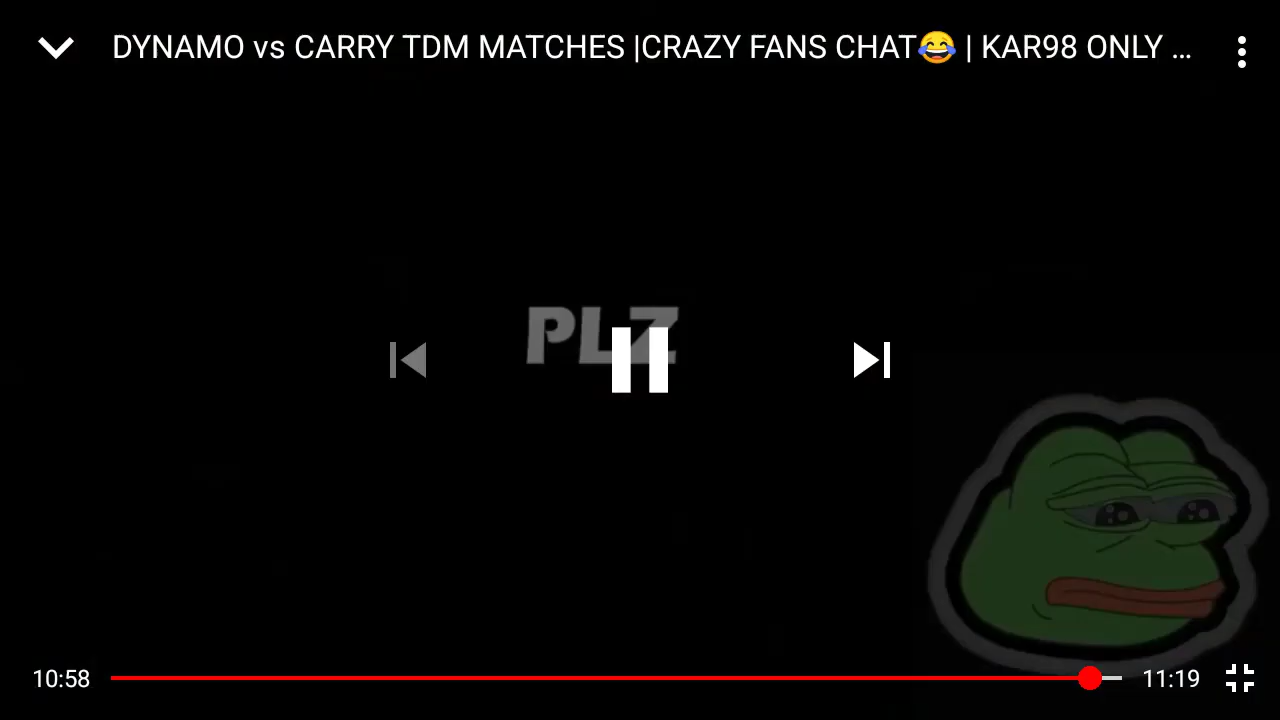 DYNAMO vs CARRY TDM MATCHES |CRAZY FANS CHAT😂 | KAR98 ONLY ...
PLZ
10:58
11:19